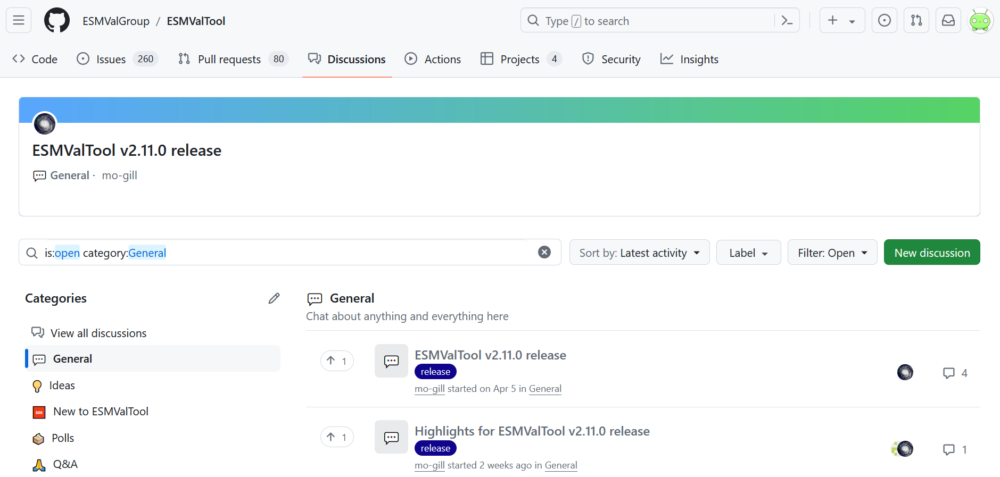 ESMValGroup / ESMValTool
Type / to search
Code
Issues 260
Pull requests 80
Discussions
Actions
Projects 4
Security
Insights
ESMValTool v2.11.0 release
General · mo-gill
is:open category:General
Sort by: Latest activity
Label
Filter: Open
New discussion
Categories
View all discussions
General
Ideas
SOS New to ESMValTool
Polls
Q&A
General
Chat about anything and everything here
1
ESMValTool v2.11.0 release
release
mo-gill started on Apr 5 in General
4
1
Highlights for ESMValTool v2.11.0 release
release
mo-gill started 2 weeks ago in General
1